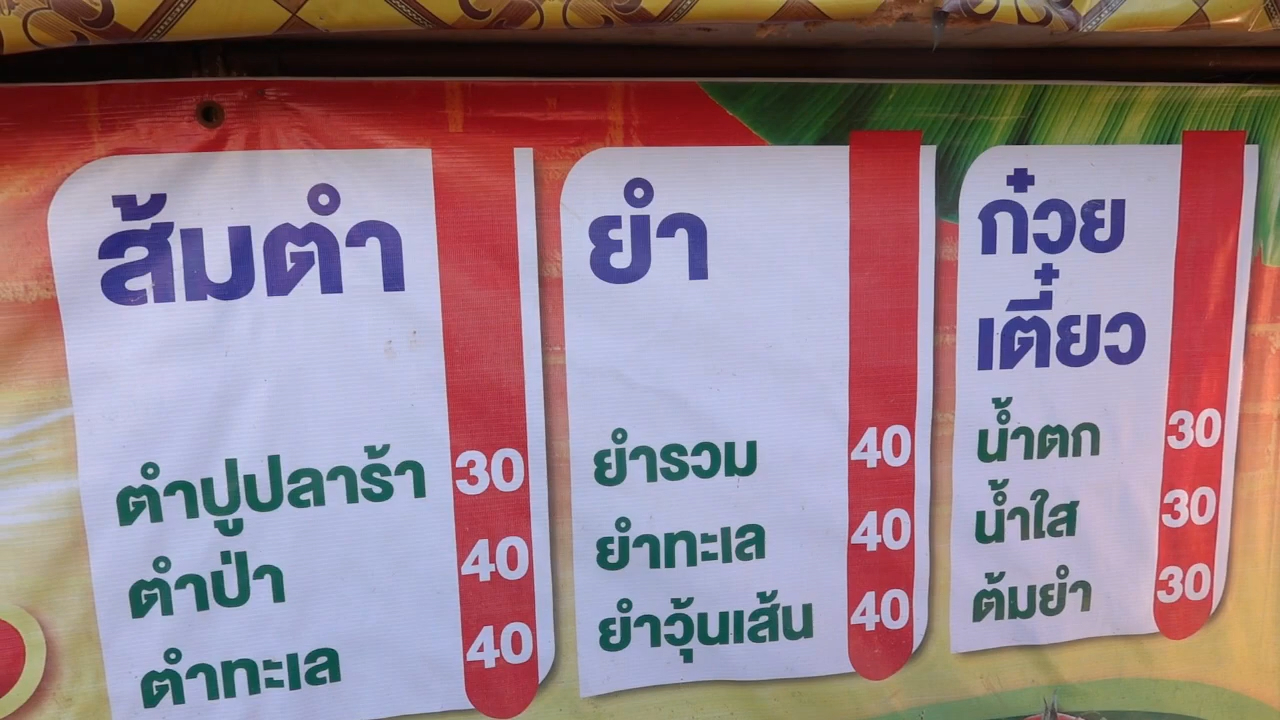 ส้มตำ
ตำปูปลาร้า 30
ตำป่า 40
ตำทะเล 40
ยำ
ยำรวม 40
ยำทะเล 40
ยำวุ้นเส้น 40
ก๋วย
เตี๋ยว
น้ำตก 30
น้ำใส 30
ต้มยำ 30